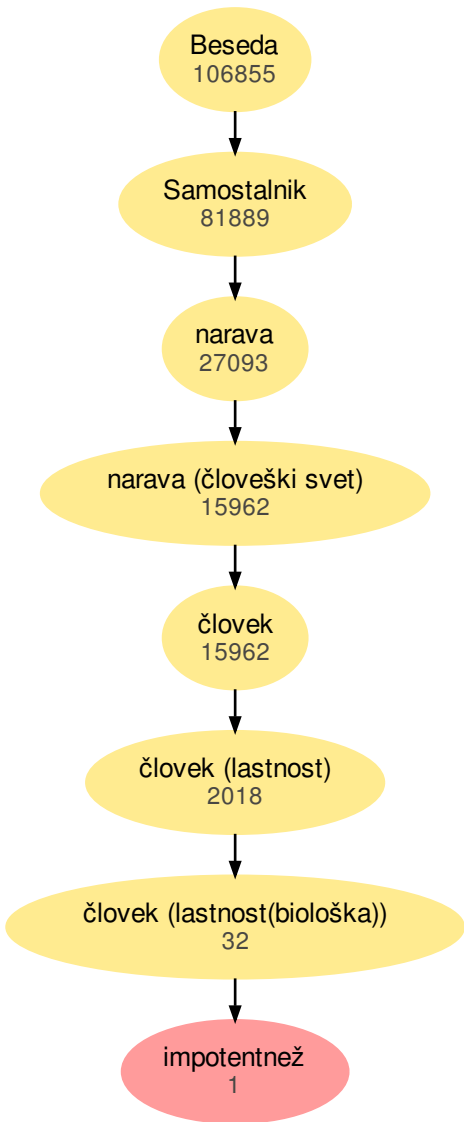 Beseda
106855
Samostalnik
81889
narava
27093
narava (človeški svet)
15962
človek
15962
človek (lastnost)
2018
človek (lastnost(biološka))
32
impotentnež
1